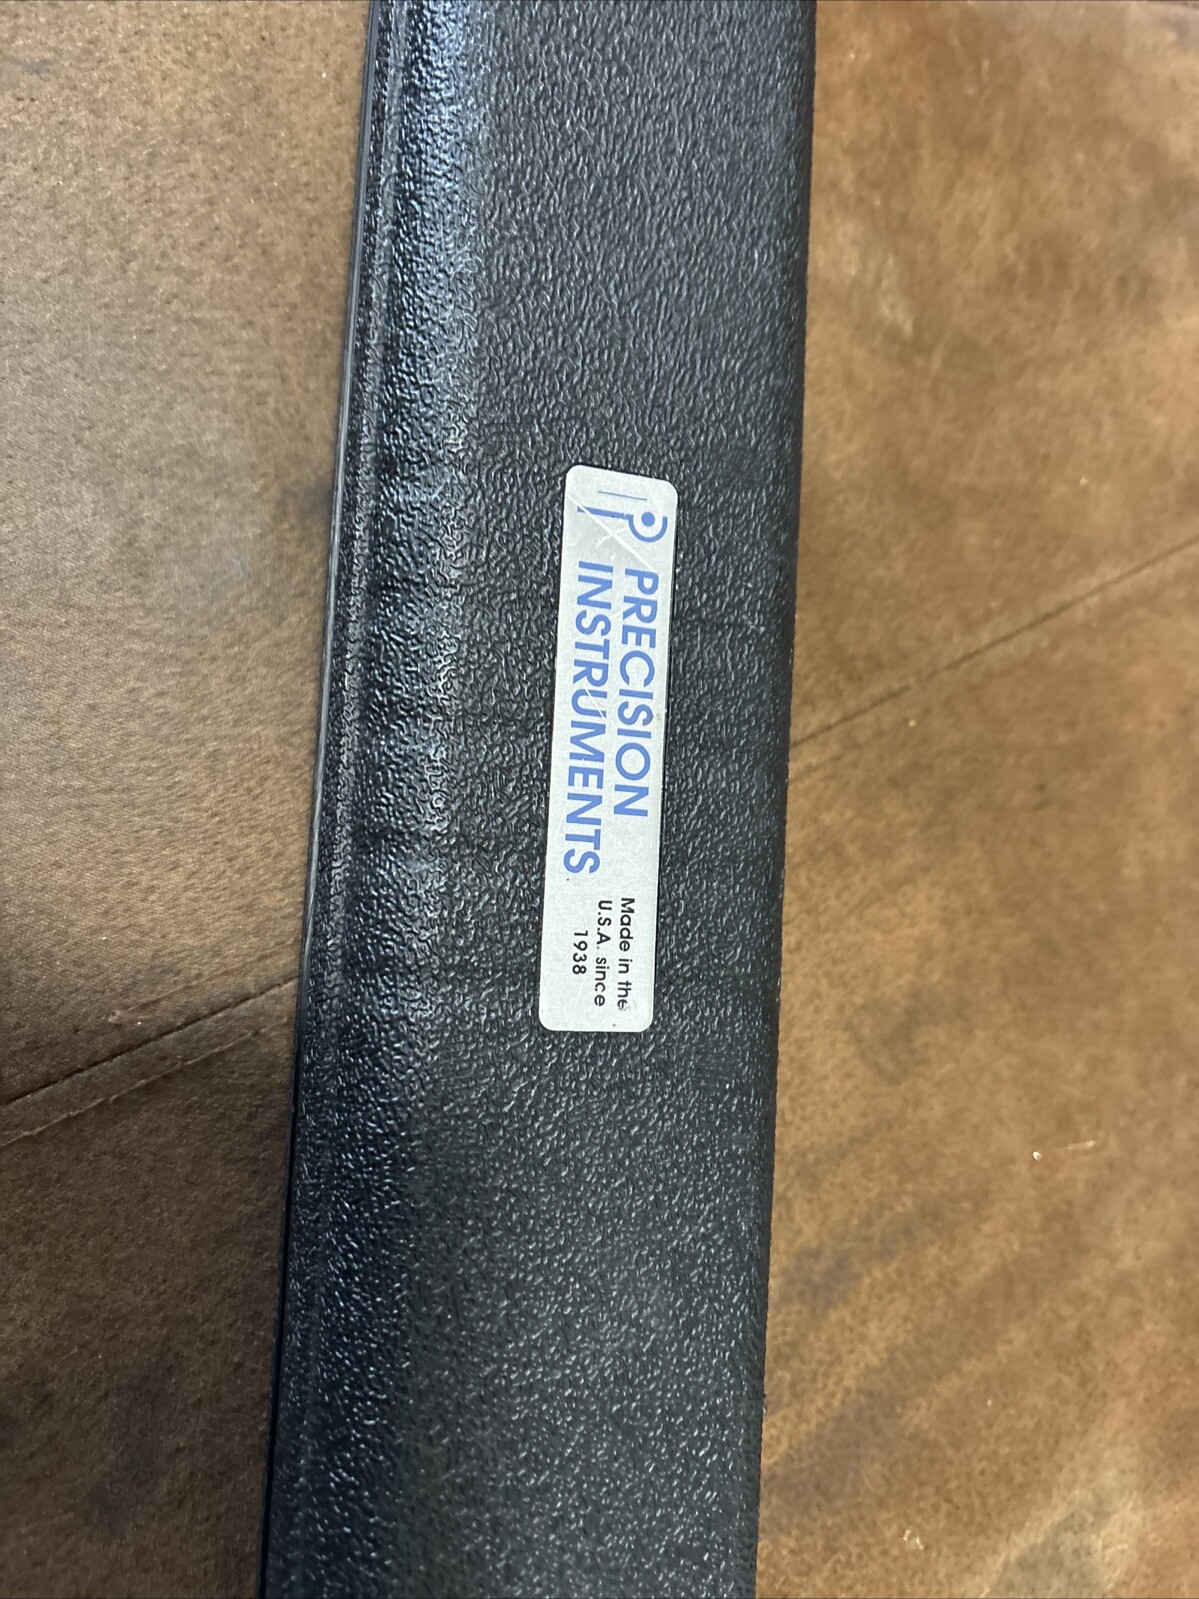 PRECISION
INSTRUMENTS
Made in the
U.S.A. since
1938